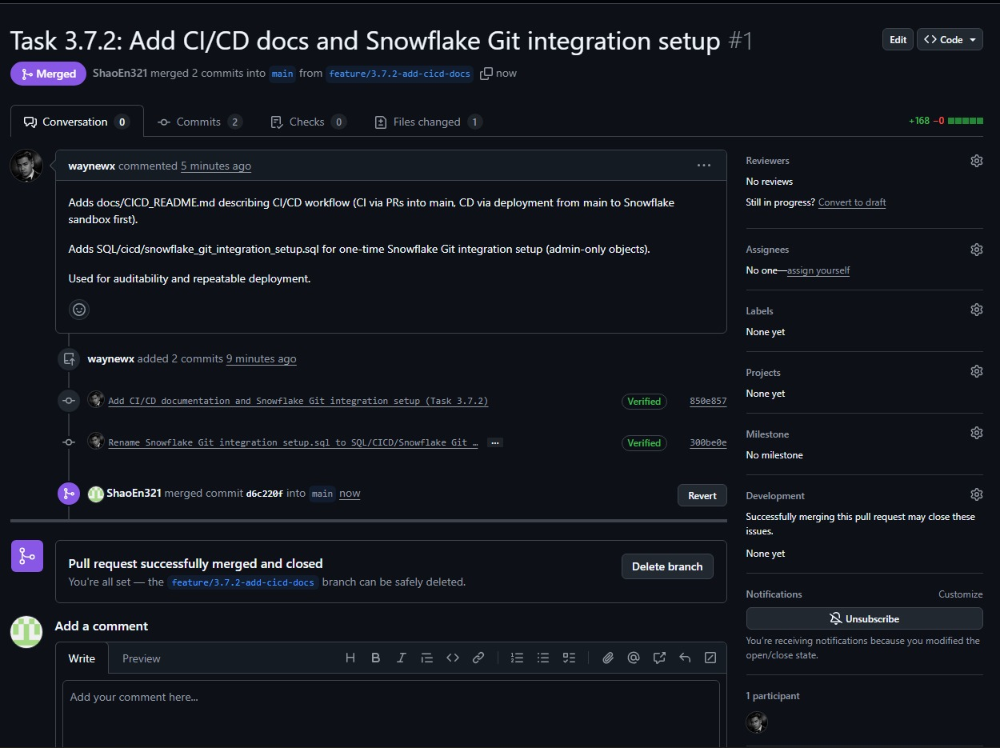 Task 3.7.2: Add CI/CD docs and Snowflake Git integration setup #1
Edit
Code
Merged
ShaoEn321 merged 2 commits into main from feature/3.7.2-add-cicd-docs now
Conversation 0
Commits 2
Checks 0
Files changed 1
+168 −0
waynewx commented 5 minutes ago
Adds docs/CICD_README.md describing CI/CD workflow (CI via PRs into main, CD via deployment from main to Snowflake
sandbox first).
Adds SQL/cicd/snowflake_git_integration_setup.sql for one-time Snowflake Git integration setup (admin-only objects).
Used for auditability and repeatable deployment.
waynewx added 2 commits 9 minutes ago
Add CI/CD documentation and Snowflake Git integration setup (Task 3.7.2)
Verified
850e857
Rename Snowflake Git integration setup.sql to SQL/CICD/Snowflake Git …
Verified
300be0e
ShaoEn321 merged commit d6c220f into main now
Revert
Pull request successfully merged and closed
You're all set — the feature/3.7.2-add-cicd-docs branch can be safely deleted.
Delete branch
Add a comment
Write
Preview
Add your comment here...
Reviewers
No reviews
Still in progress? Convert to draft
Assignees
No one—assign yourself
Labels
None yet
Projects
None yet
Milestone
No milestone
Development
Successfully merging this pull request may close these
issues.
None yet
Notifications
Customize
Unsubscribe
You're receiving notifications because you modified the
open/close state.
1 participant